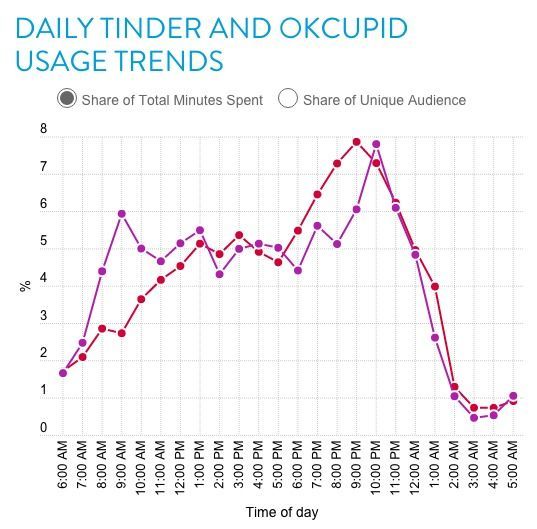 DAILY TINDER AND OKCUPID
USAGE TRENDS
Share of Total Minutes Spent Share of Unique Audience
8
7
6
5
4
3
2
1
0
%
6:00 AM
7:00 AM
8:00 AM
9:00 AM
10:00 AM
11:00 AM
12:00 PM
1:00 PM
2:00 PM
3:00 PM
4:00 PM
5:00 PM
6:00 PM
7:00 PM
8:00 PM
9:00 PM
10:00 PM
11:00 PM
12:00 AM
1:00 AM
2:00 AM
3:00 AM
4:00 AM
5:00 AM
Time of day